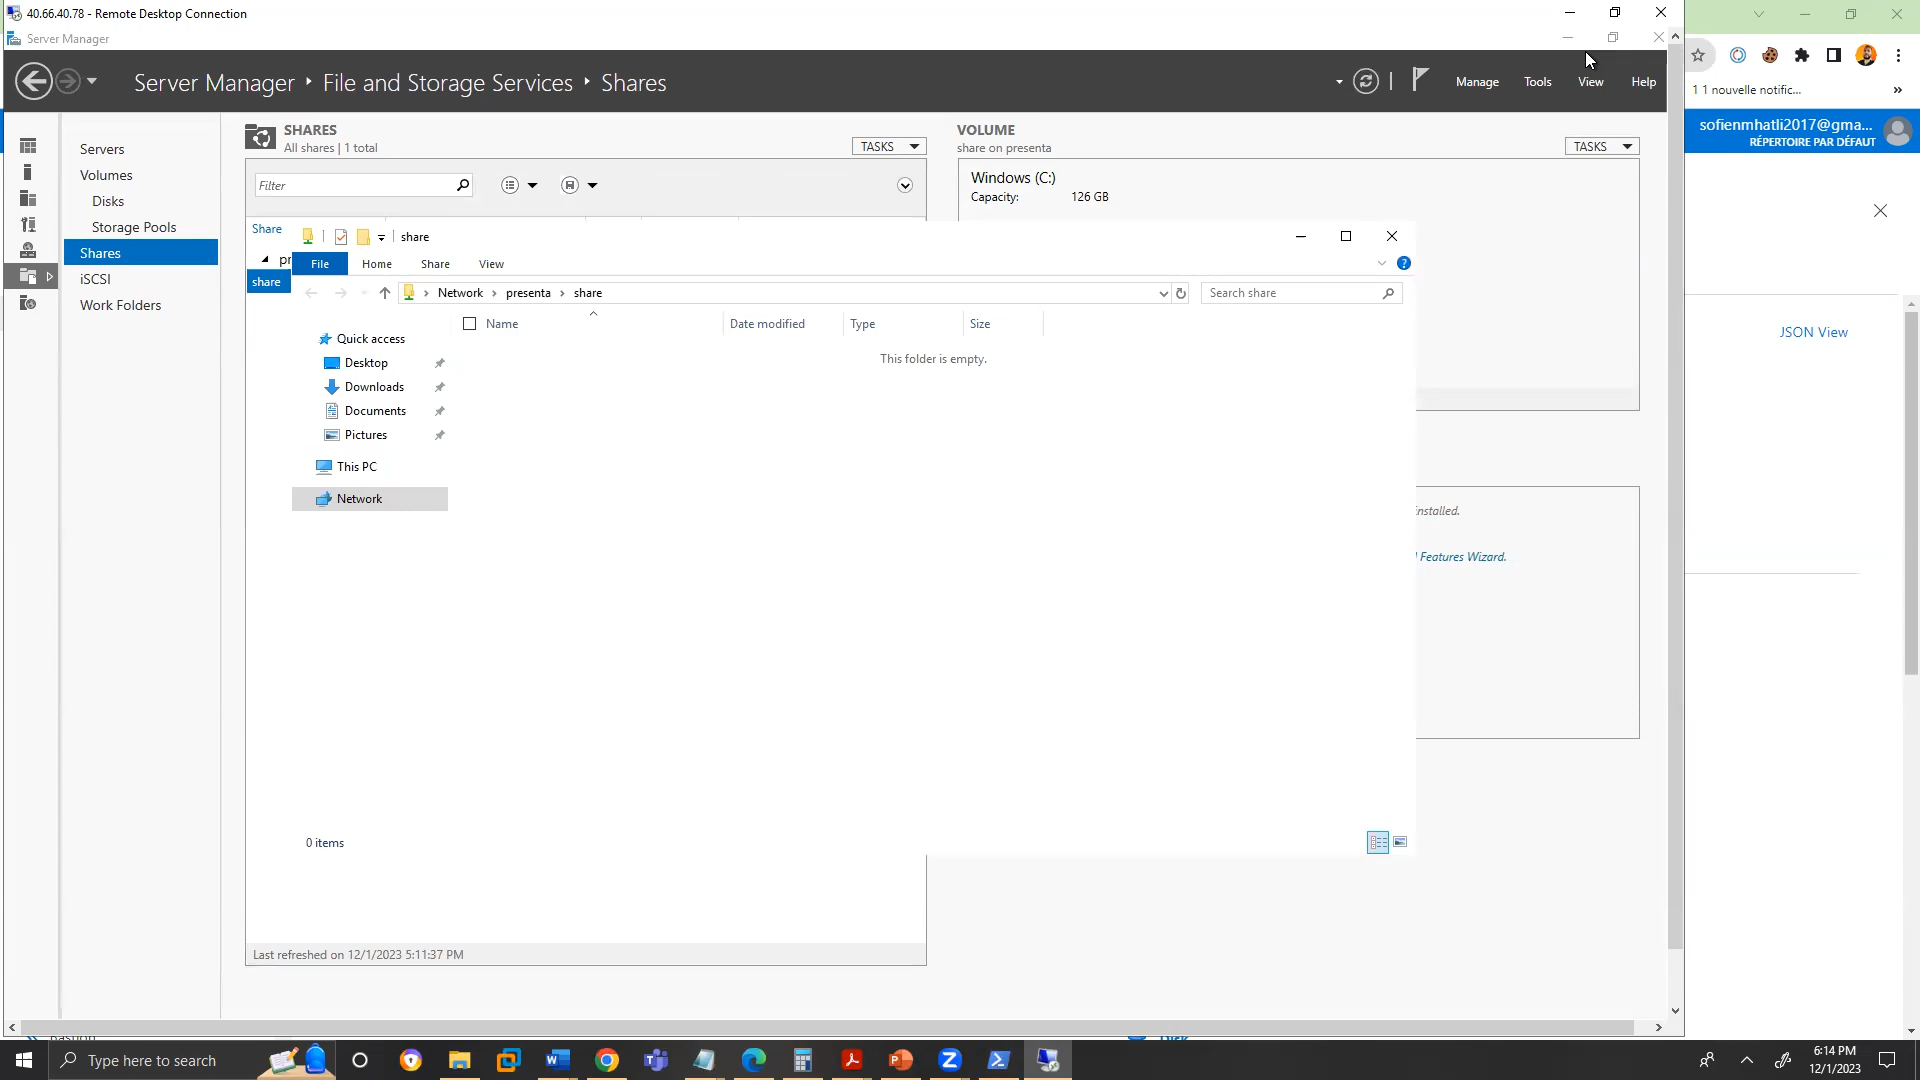 40.66.40.78 - Remote Desktop Connection
Server Manager
Server Manager
File and Storage Services
Shares
Manage
Tools
View
Help
1 1 nouvelle notific...
»
sofienmhatli2017@gma...
RÉPERTOIRE PAR DÉFAUT
Servers
Volumes
Disks
Storage Pools
Shares
iSCSI
Work Folders
SHARES
All shares | 1 total
TASKS
Filter
VOLUME
share on presenta
TASKS
Windows (C:)
Capacity: 126 GB
Share
pr
share
share
File
Home
Share
View
Network
presenta
share
Search share
Name
Date modified
Type
Size
This folder is empty.
Quick access
Desktop
Downloads
Documents
Pictures
This PC
Network
0 items
installed.
Features Wizard.
Last refreshed on 12/1/2023 5:11:37 PM
JSON View
Type here to search
6:14 PM
12/1/2023